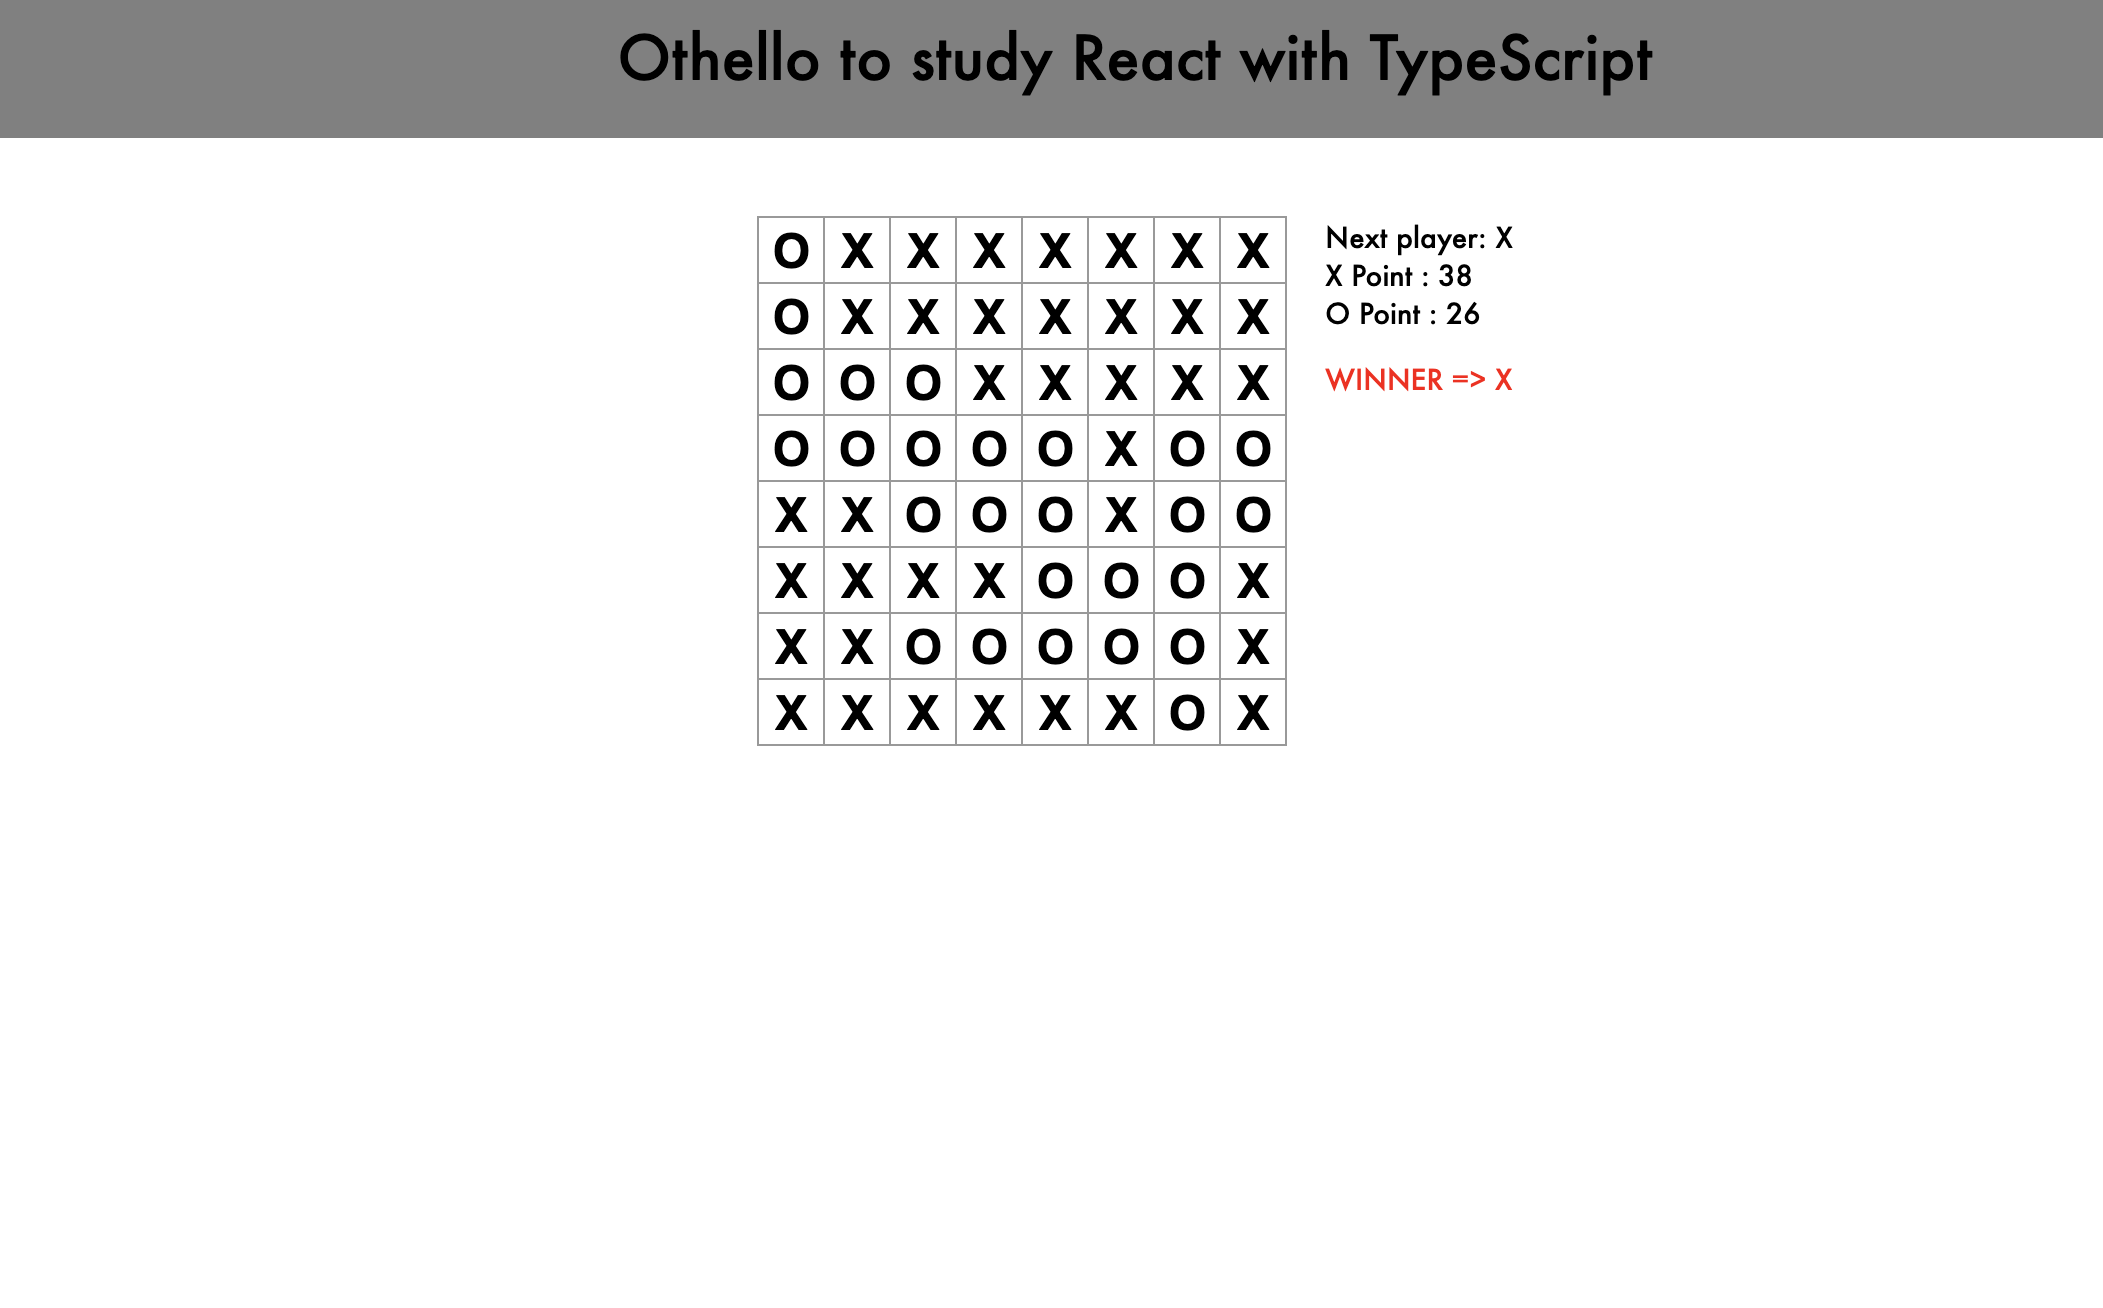 Othello to study React with TypeScript
O X X X X X X X
O X X X X X X X
O O O X X X X X
O O O O O X O O
X X O O O X O O
X X X X O O O X
X X O O O O O X
X X X X X X O X
Next player: X
X Point : 38
O Point : 26
WINNER => X